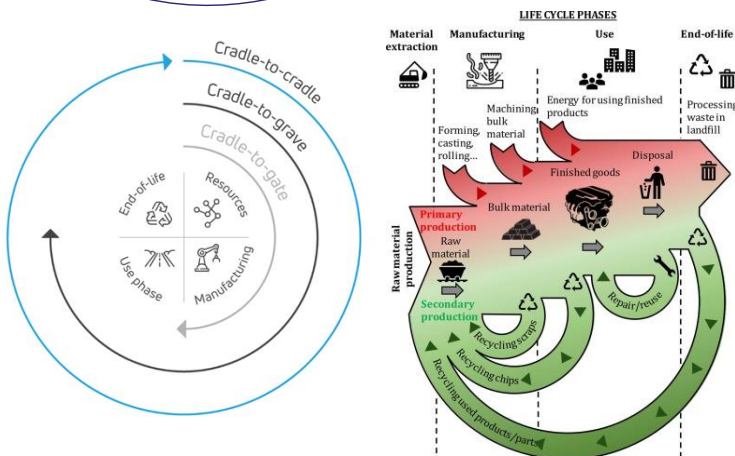 Cradle-to-cradle
Cradle-to-grave
Cradle-to-gate
End-of-life
Resources
Use phase
Manufacturing
LIFE CYCLE PHASES
Material
extraction
Manufacturing
Use
End-of-life
Forming,
casting,
rolling...
Machining
bulk
material
Energy for using finished
products
Processing
waste in
landfill
Disposal
Finished goods
Bulk material
Primary
production
Raw
material
Raw material
production
Secondary
production
Repair/reuse
Recycling scraps
Recycling chips
Recycling used products/parts